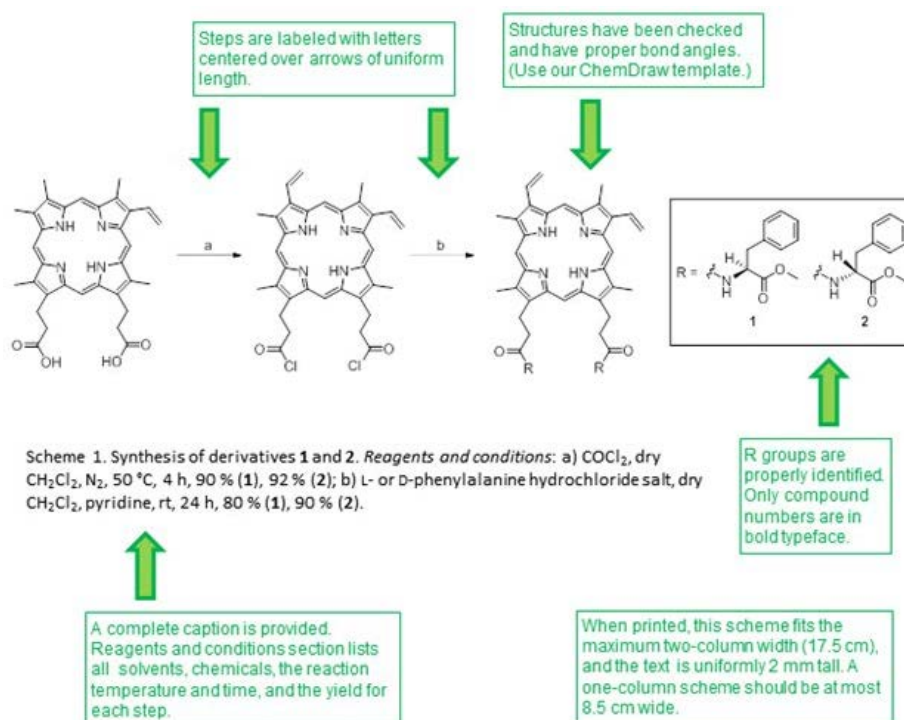 Steps are labeled with letters
centered over arrows of uniform
length.
Structures have been checked
and have proper bond angles.
(Use our ChemDraw template.)
NH N
N HN
O OH HO O
a
NH N
N HN
O Cl Cl O
b
NH N
N HN
O R R O
R = N H H O O
1
N H H O O
2
Scheme 1. Synthesis of derivatives 1 and 2. Reagents and conditions: a) COCl₂, dry
CH₂Cl₂, N₂, 50 °C, 4 h, 90 % (1), 92 % (2); b) L- or D-phenylalanine hydrochloride salt, dry
CH₂Cl₂, pyridine, rt, 24 h, 80 % (1), 90 % (2).
R groups are
properly identified.
Only compound
numbers are in
bold typeface.
A complete caption is provided.
Reagents and conditions section lists
all solvents, chemicals, the reaction
temperature and time, and the yield for
each step.
When printed, this scheme fits the
maximum two-column width (17.5 cm),
and the text is uniformly 2 mm tall. A
one-column scheme should be at most
8.5 cm wide.